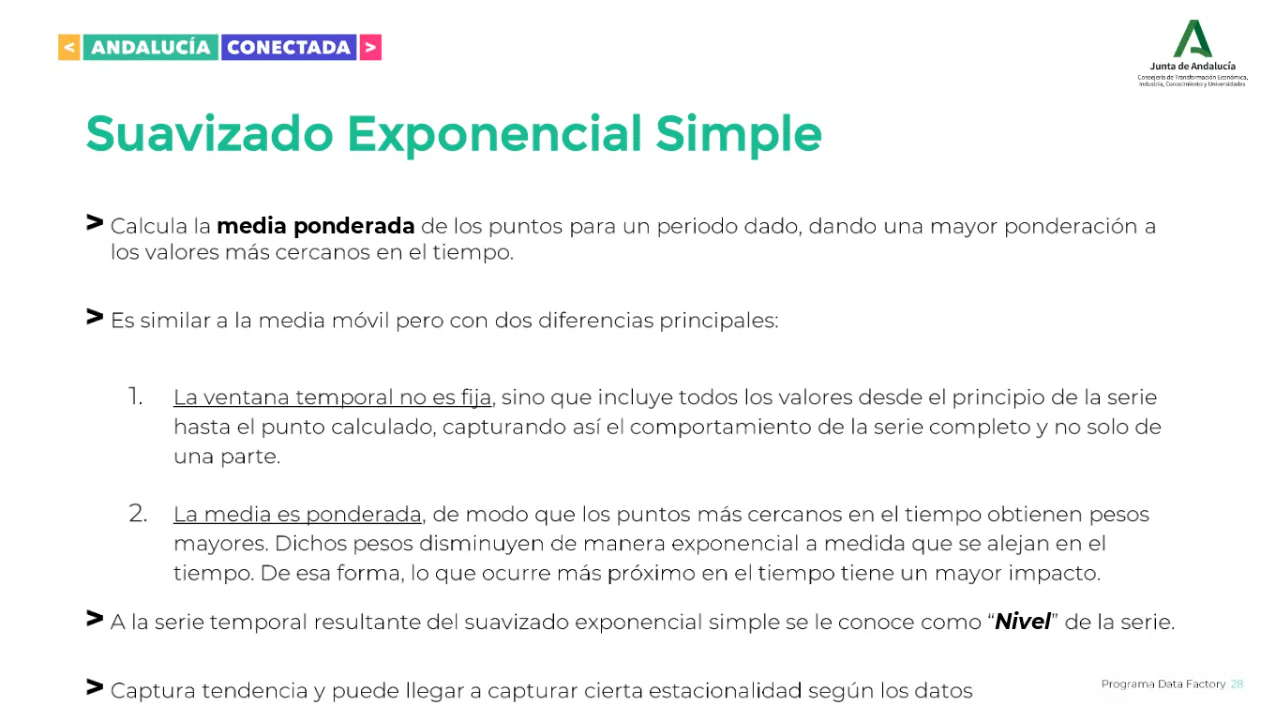 < ANDALUCÍA CONECTADA >
Junta de Andalucía
Consejería de Transformación Económica,
Industria, Conocimiento y Universidades
Suavizado Exponencial Simple
> Calcula la media ponderada de los puntos para un periodo dado, dando una mayor ponderación a
los valores más cercanos en el tiempo.
> Es similar a la media móvil pero con dos diferencias principales:
1. La ventana temporal no es fija, sino que incluye todos los valores desde el principio de la serie
hasta el punto calculado, capturando así el comportamiento de la serie completo y no solo de
una parte.
2. La media es ponderada, de modo que los puntos más cercanos en el tiempo obtienen pesos
mayores. Dichos pesos disminuyen de manera exponencial a medida que se alejan en el
tiempo. De esa forma, lo que ocurre más próximo en el tiempo tiene un mayor impacto.
> A la serie temporal resultante del suavizado exponencial simple se le conoce como “Nivel” de la serie.
> Captura tendencia y puede llegar a capturar cierta estacionalidad según los datos
Programa Data Factory 28